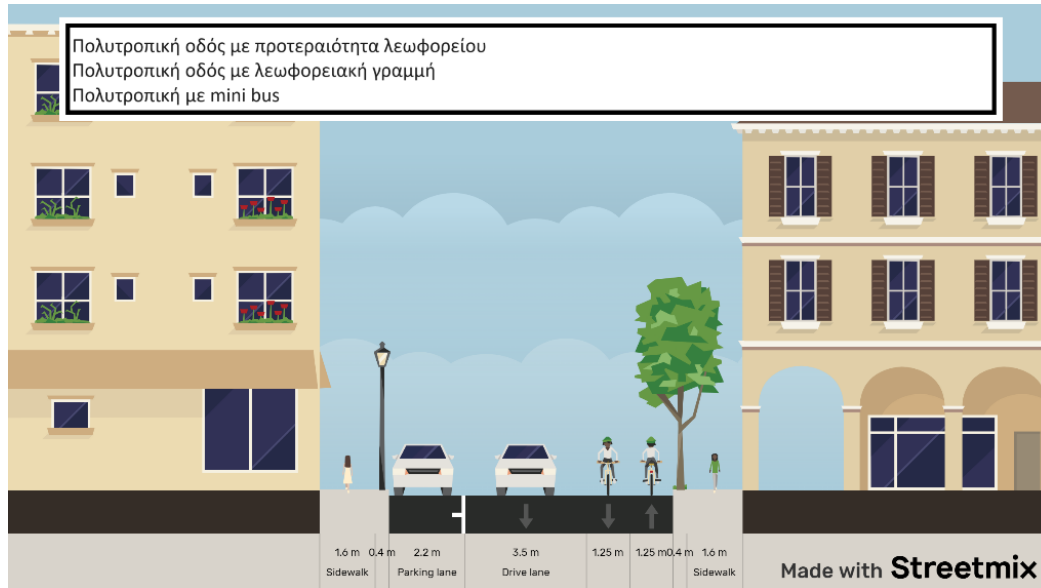 Πολυτροπική οδός με προτεραιότητα λεωφορείου
Πολυτροπική οδός με λεωφορειακή γραμμή
Πολυτροπική με mini bus
1.6 m 0.4 m 2.2 m 3.5 m 1.25 m 1.25 m 0.4 m 1.6 m
Sidewalk Parking lane Drive lane Sidewalk
Made with Streetmix